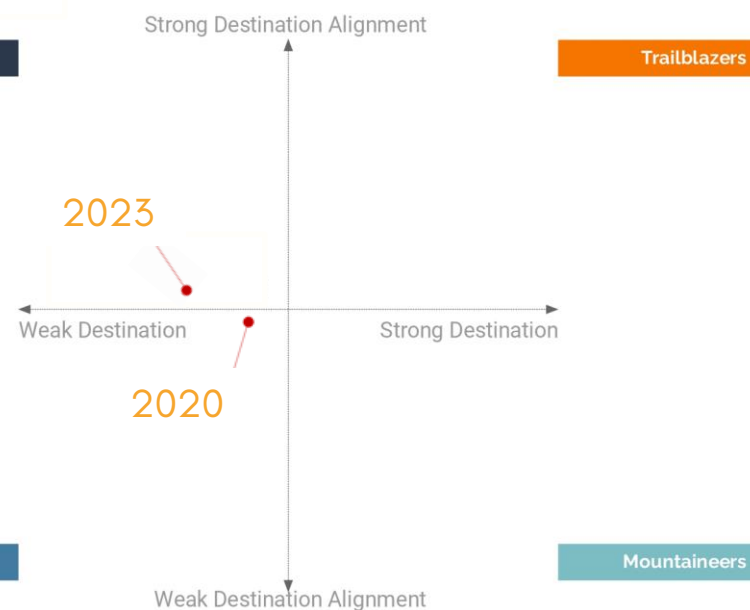 Strong Destination Alignment
Trailblazers
2023
Weak Destination
Strong Destination
2020
Mountaineers
Weak Destination Alignment